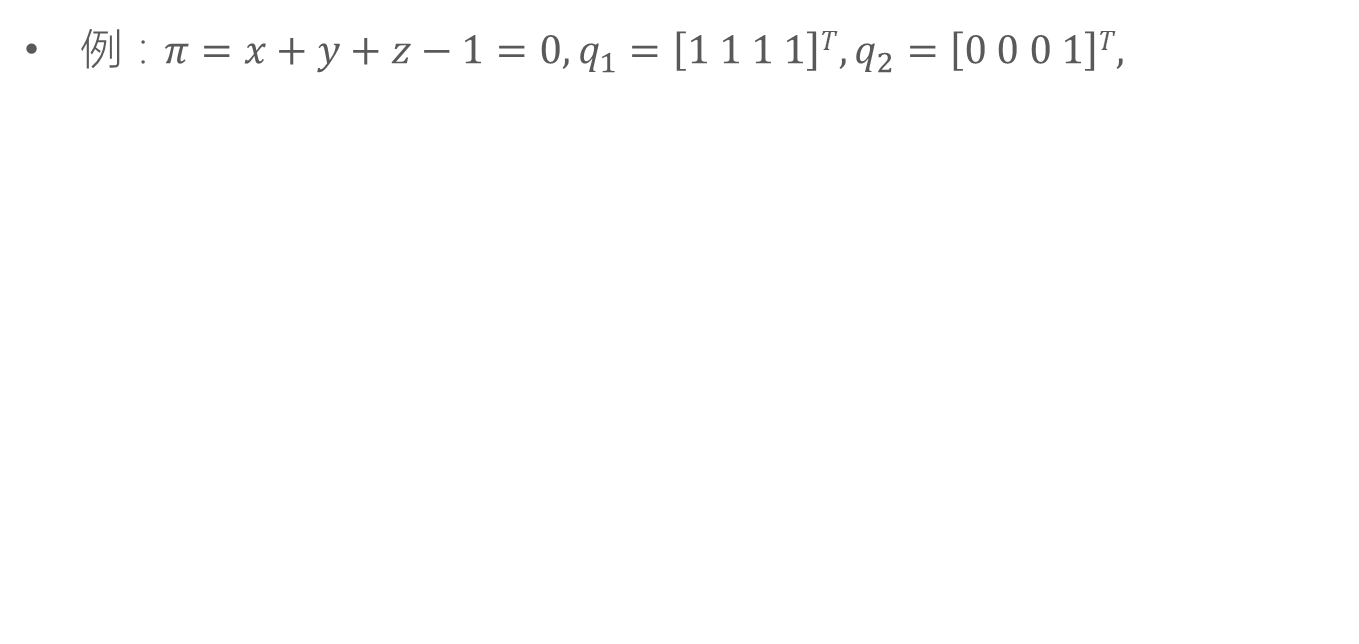 • 例：𝜋 = 𝑥 + 𝑦 + 𝑧 − 1 = 0, 𝑞₁ = [1 1 1 1]ᵀ, 𝑞₂ = [0 0 0 1]ᵀ,